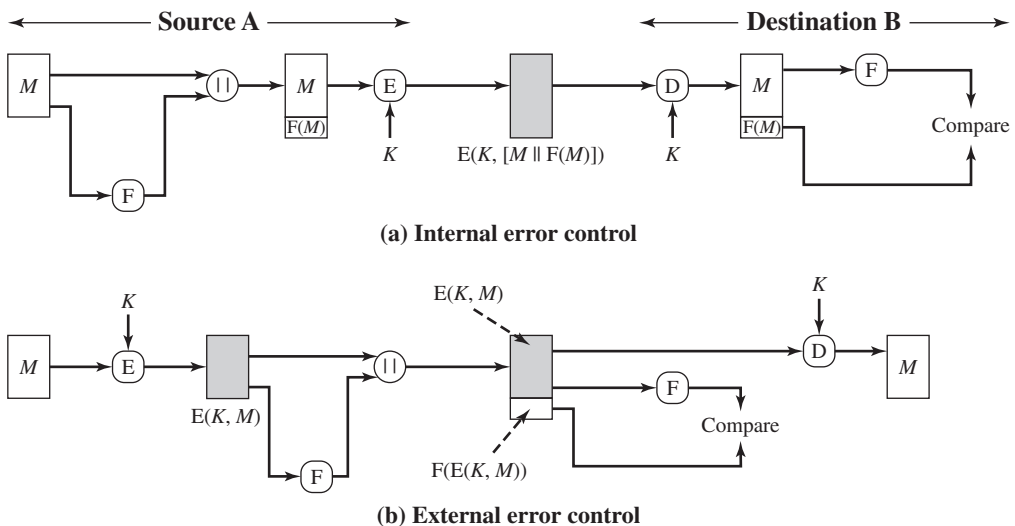 Source A
Destination B
M
F
||
M
F(M)
E
K
E(K, [M || F(M)])
D
K
M
F(M)
F
Compare
(a) Internal error control
M
K
E
E(K, M)
F
||
E(K, M)
F(E(K, M))
F
Compare
K
D
M
(b) External error control